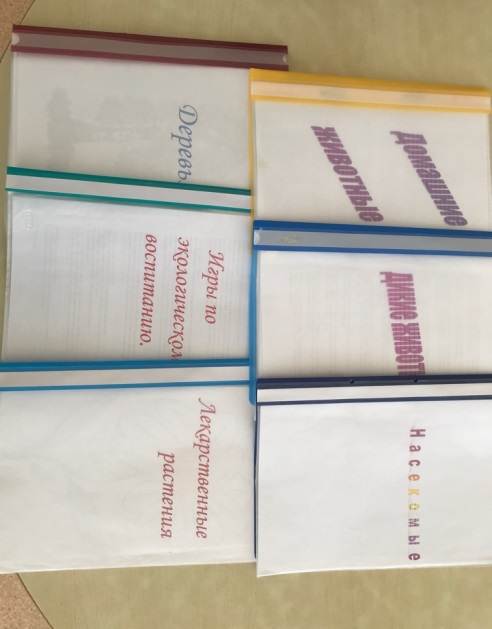 Деревь
Игры по
экологическом
воспитанию.
Лекарственные
растения
Домашние
животные
ДИКИЕ ЖИВОТ
Насекомые